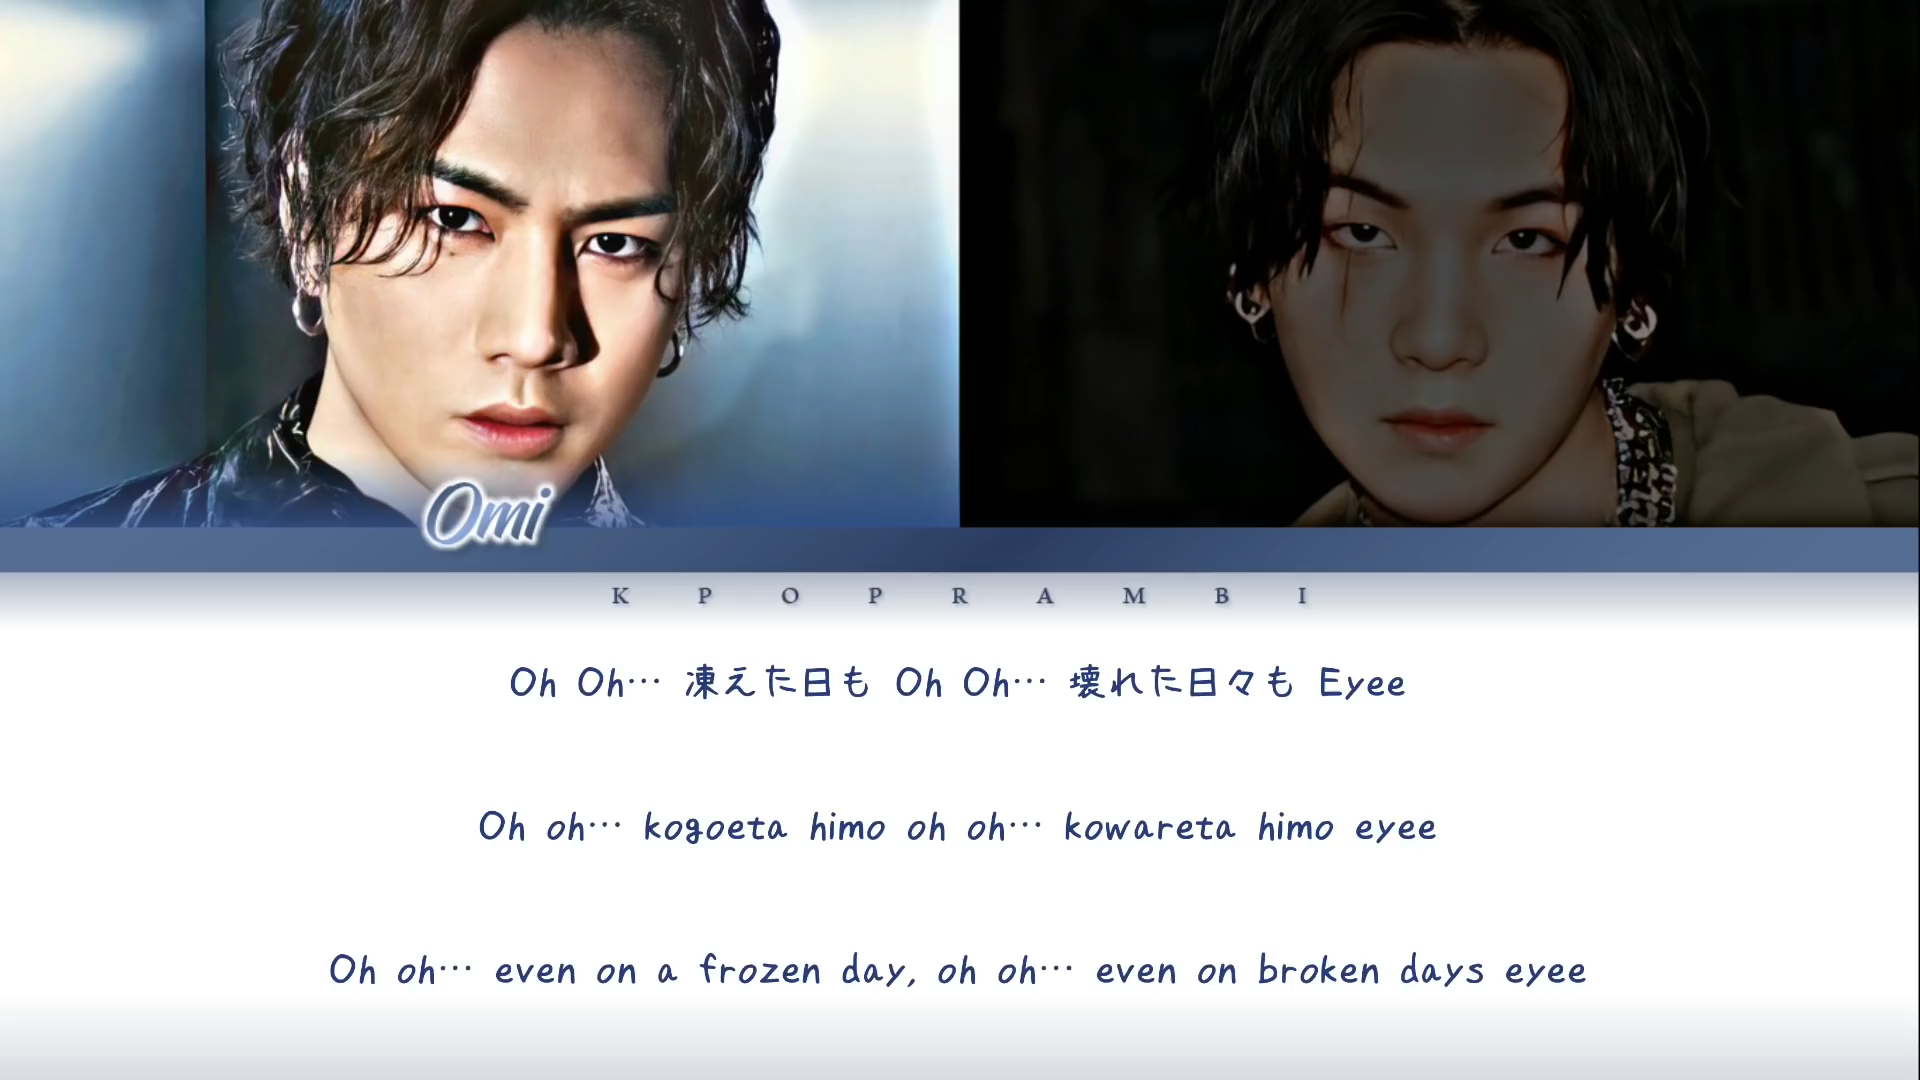 Omi
K P O P R A M B I
Oh Oh… 凍えた日も Oh Oh… 壊れた日々も Eyee
Oh oh… kogoeta himo oh oh… kowareta himo eyee
Oh oh… even on a frozen day, oh oh… even on broken days eyee